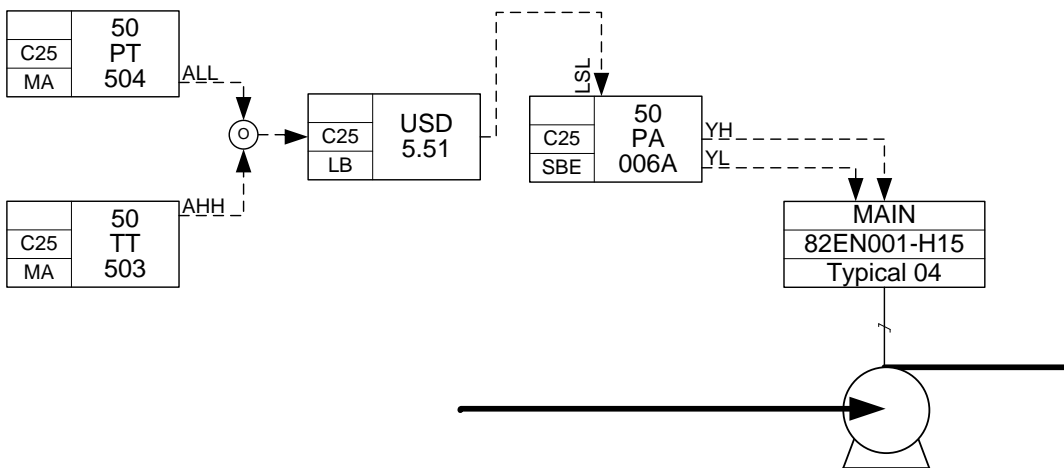 50
C25
PT
MA
504
ALL
O
C25
USD
5.51
LB
50
C25
TT
MA
503
AHH
LSL
50
C25
PA
SBE
006A
YH
YL
MAIN
82EN001-H15
Typical 04